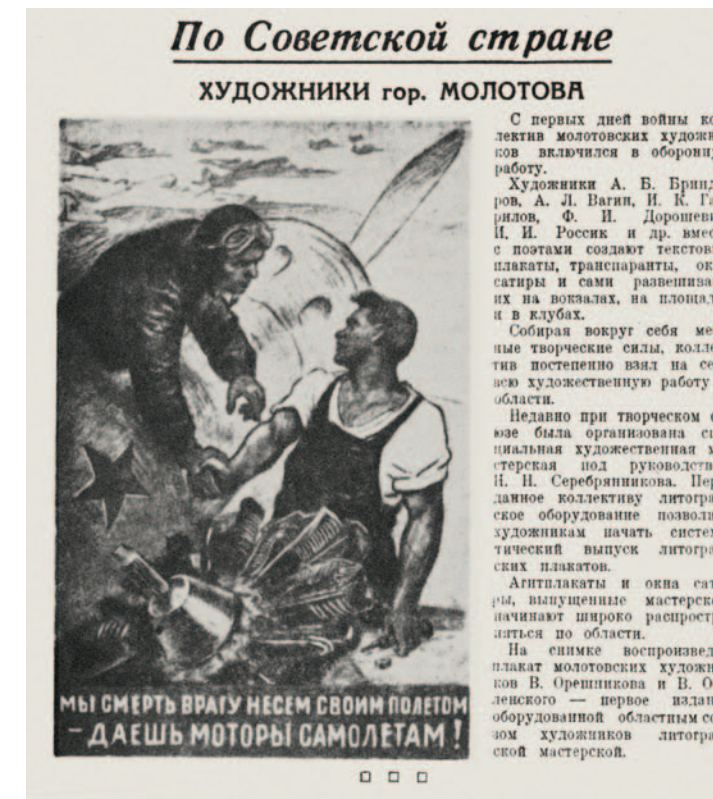 По Советской стране
ХУДОЖНИКИ гор. МОЛОТОВА
МЫ СМЕРТЬ ВРАГУ НЕСЕМ СВОИМ ПОЛЕТОМ
– ДАЕШЬ МОТОРЫ САМОЛЕТАМ!
С первых дней войны ко
лектив молотовских художн
ков включился в оборонн
работу.
Художники А. Б. Бринд
ров, А. Л. Вагин, И. К. Га
рилов, Ф. И. Дорошеви
И. И. Россик и др. вмес
с поэтами создают текстов
плакаты, транспаранты, ок
сатиры и сами развешива
их на вокзалах, на площад
и в клубах.
Собирая вокруг себя ме
ные творческие силы, колле
тив постепенно взял на се
всю художественную работу
области.
Недавно при творческом с
юзе была организована сп
циальная художественная м
стерская под руководств
Н. Н. Серебрянникова. Пер
данное коллективу литогра
ское оборудование позволи
художникам начать систем
тический выпуск литогра
ских плакатов.
Агитплакаты и окна сат
ры, выпущенные мастерско
начинают широко распростр
няться по области.
На снимке воспроизвед
плакат молотовских художн
ков В. Орешникова и В. О
ленского — первое издан
оборудованной областным со
зом художников литогра
ской мастерской.